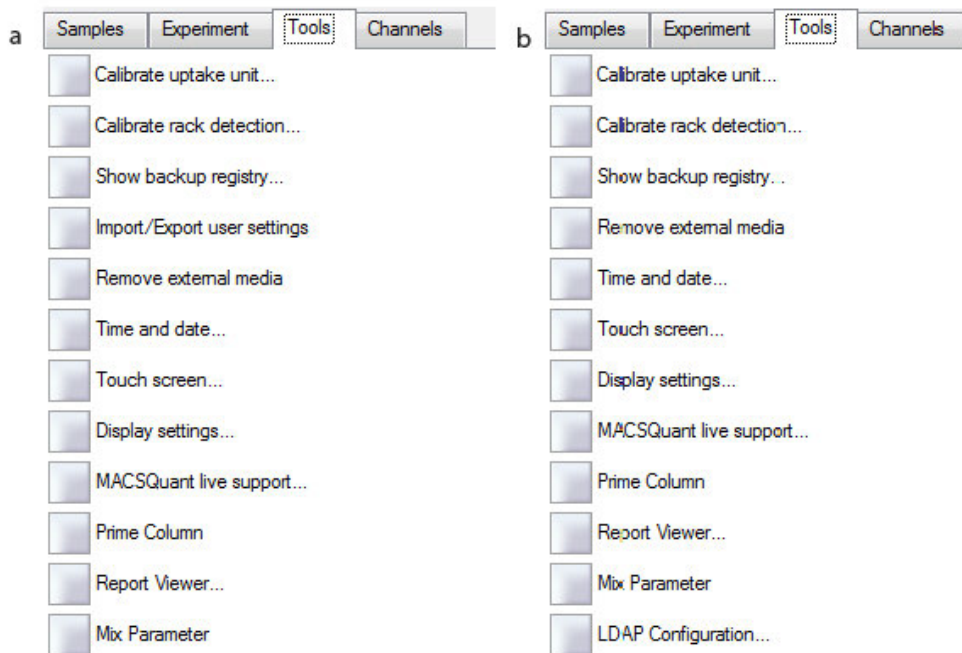 a
Samples Experiment Tools Channels
Calibrate uptake unit...
Calibrate rack detection...
Show backup registry...
Import/Export user settings
Remove external media
Time and date...
Touch screen...
Display settings...
MACSQuant live support...
Prime Column
Report Viewer...
Mix Parameter
b
Samples Experiment Tools Channels
Calibrate uptake unit...
Calibrate rack detection...
Show backup registry...
Remove external media
Time and date...
Touch screen...
Display settings...
MACSQuant live support...
Prime Column
Report Viewer...
Mix Parameter
LDAP Configuration...